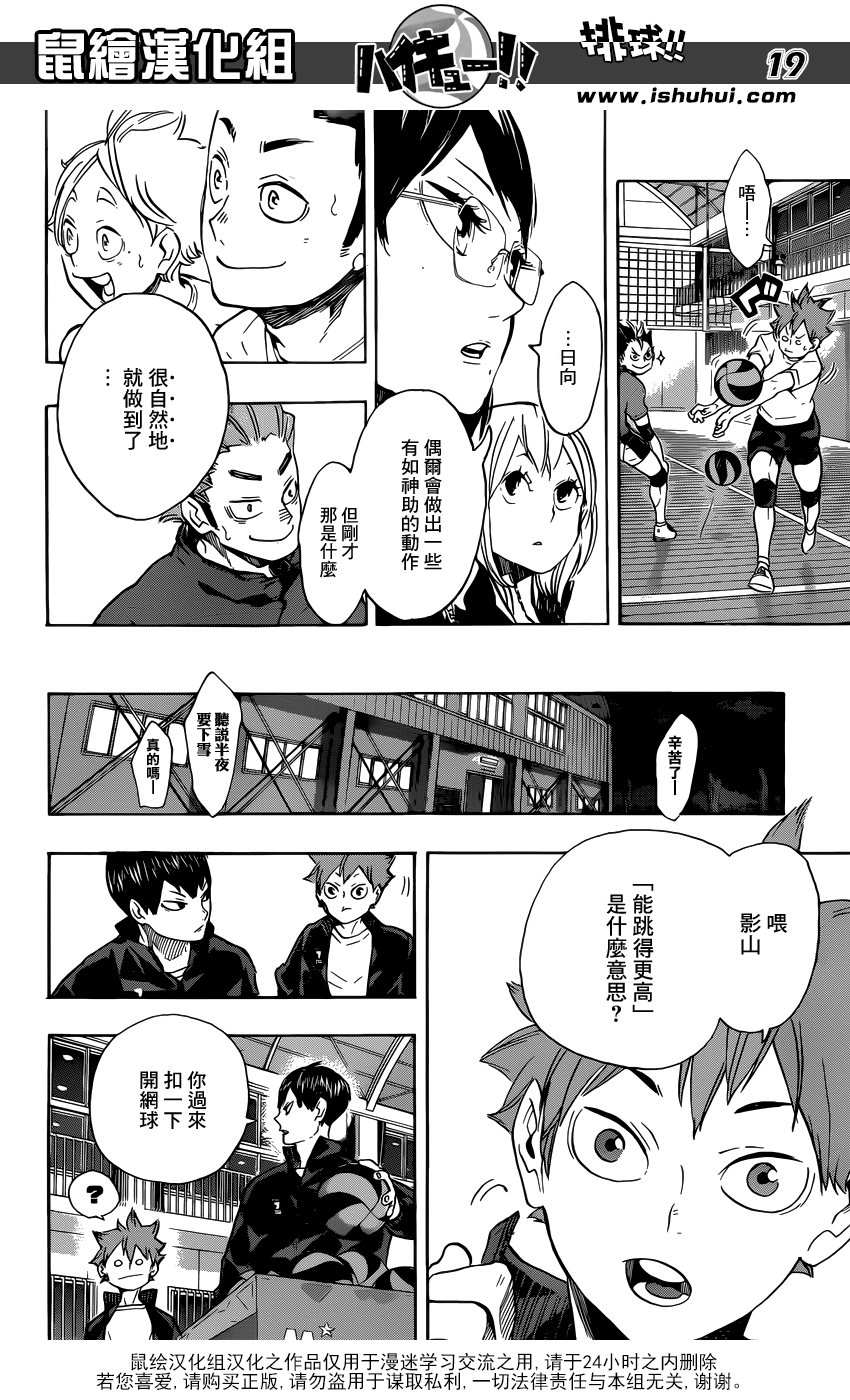 鼠繪漢化組
ハイキュー!!
排球!!
19
www.ishuhui.com
唔—…
…日向
偶爾會做出一些
有如神助的動作
但剛才
那是什麼
很自然地
就做到了
…
辛苦了—
聽說半夜
要下雪
真的嗎—
喂
影山
「能跳得更高」
是什麼意思?
你過來
扣一下
開網球
?
鼠绘汉化组汉化之作品仅用于漫迷学习交流之用,请于24小时之内删除
若您喜爱,请购买正版,请勿盗用于谋取私利,一切法律责任与本组无关,谢谢。